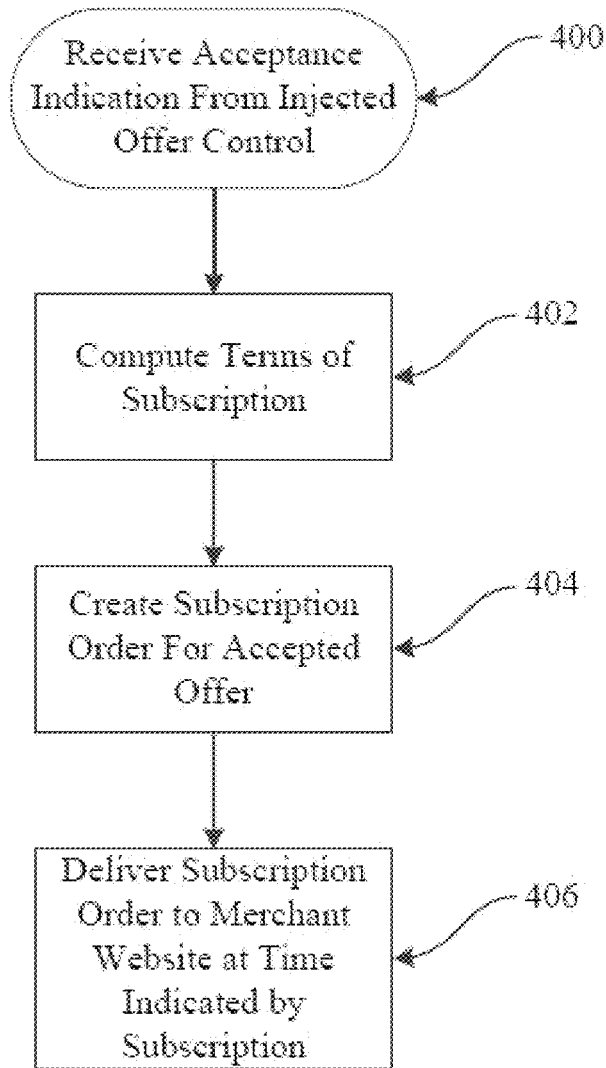 Receive Acceptance
Indication From Injected
Offer Control
400
Compute Terms of
Subscription
402
Create Subscription
Order For Accepted
Offer
404
Deliver Subscription
Order to Merchant
Website at Time
Indicated by
Subscription
406